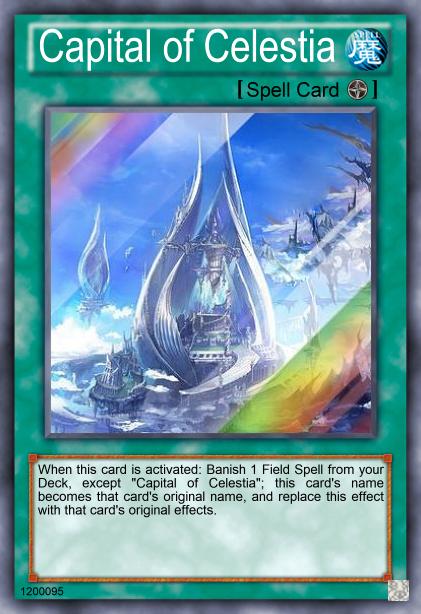 Capital of Celestia
SPELL
魔
[Spell Card ]
When this card is activated: Banish 1 Field Spell from your
Deck, except "Capital of Celestia"; this card's name
becomes that card's original name, and replace this effect
with that card's original effects.
1200095